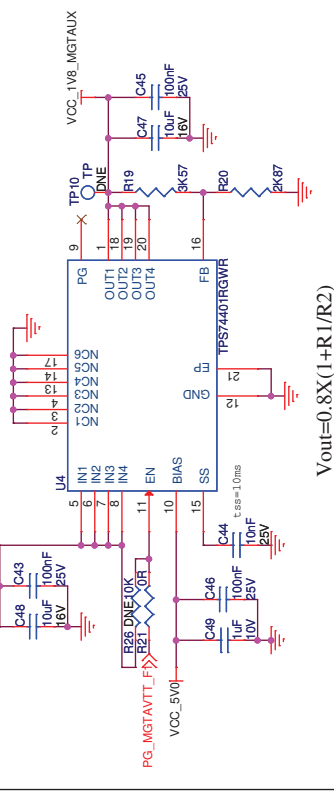 VCC_1V8_MGTAUX
C45
100nF
25V
C47
10uF
16V
TP10
TP
DNE
R19
3K57
R20
2K87
9
PG
1
OUT1
18
OUT2
19
OUT3
20
OUT4
16
FB
TPS74401RGWR
NC6
NC5
NC4
NC3
NC2
NC1
17
14
13
4
3
2
EP
21
GND
12
U4
5
IN1
6
IN2
7
IN3
8
IN4
11
EN
10
BIAS
15
SS
tss=10ms
C44
10nF
25V
C43
100nF
25V
C48
10uF
16V
R26
DNE
10K
R21
0R
PG_MGTAVTT_F1
VCC_5V0
C46
100nF
25V
C49
1uF
10V
Vout=0.8X(1+R1/R2)